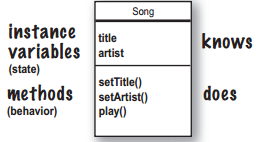 Song
instance
variables
(state)
title
artist
knows
methods
(behavior)
setTitle()
setArtist()
play()
does